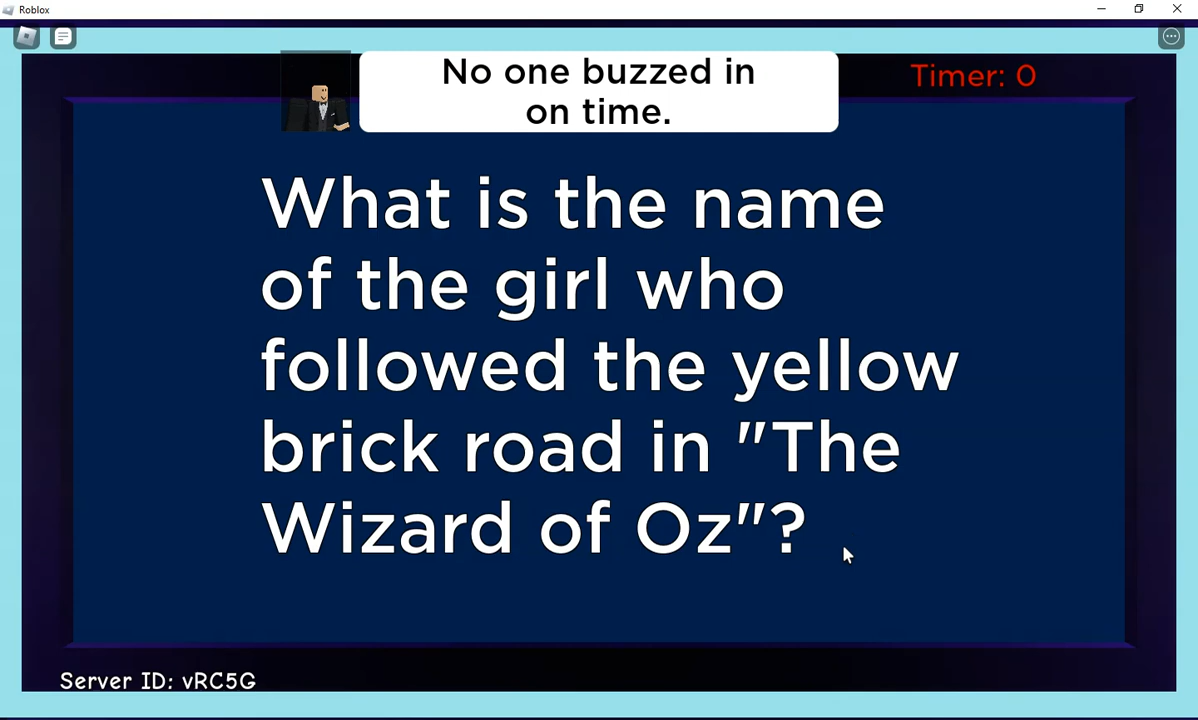 Roblox
No one buzzed in
on time.
Timer: 0
What is the name
of the girl who
followed the yellow
brick road in "The
Wizard of Oz"?
Server ID: vRC5G